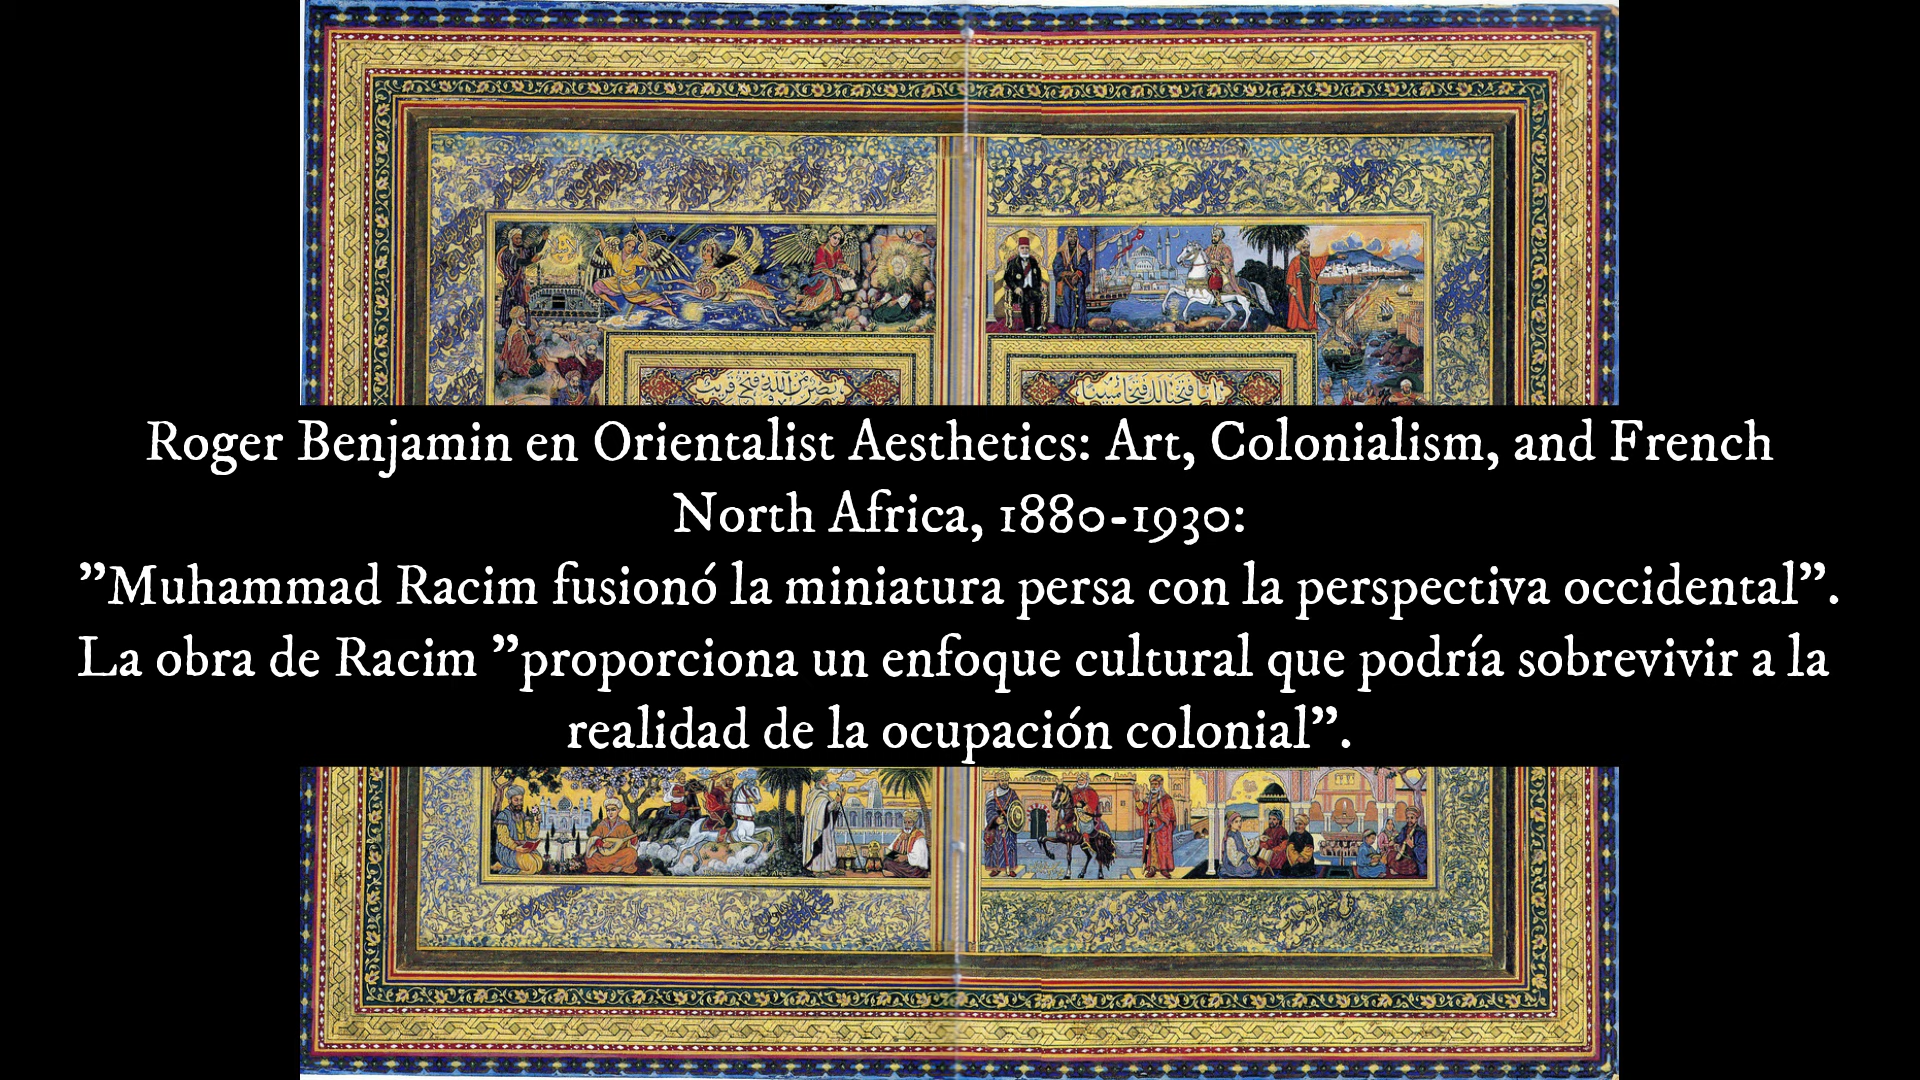 Roger Benjamin en Orientalist Aesthetics: Art, Colonialism, and French
North Africa, 1880-1930:
"Muhammad Racim fusionó la miniatura persa con la perspectiva occidental".
La obra de Racim "proporciona un enfoque cultural que podría sobrevivir a la
realidad de la ocupación colonial".